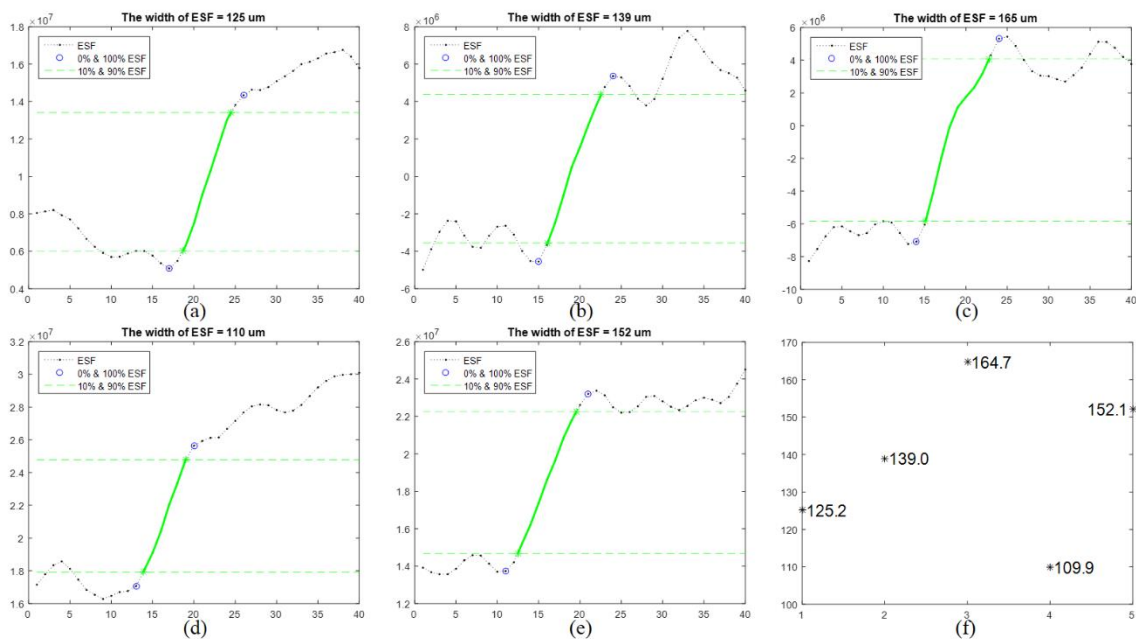 The width of ESF = 125 um
×10⁷
1.8
1.6
1.4
1.2
1
0.8
0.6
0.4
0 5 10 15 20 25 30 35 40
ESF
0% & 100% ESF
10% & 90% ESF
(a)
The width of ESF = 139 um
×10⁶
8
6
4
2
0
-2
-4
-6
0 5 10 15 20 25 30 35 40
ESF
0% & 100% ESF
10% & 90% ESF
(b)
The width of ESF = 165 um
×10⁶
6
4
2
0
-2
-4
-6
-8
-10
0 5 10 15 20 25 30 35 40
ESF
0% & 100% ESF
10% & 90% ESF
(c)
The width of ESF = 110 um
×10⁷
3.2
3
2.8
2.6
2.4
2.2
2
1.8
1.6
0 5 10 15 20 25 30 35 40
ESF
0% & 100% ESF
10% & 90% ESF
(d)
The width of ESF = 152 um
×10⁷
2.6
2.4
2.2
2
1.8
1.6
1.4
1.2
0 5 10 15 20 25 30 35 40
ESF
0% & 100% ESF
10% & 90% ESF
(e)
170
160
150
140
130
120
110
100
1 2 3 4 5
164.7
152.1
139.0
125.2
109.9
(f)